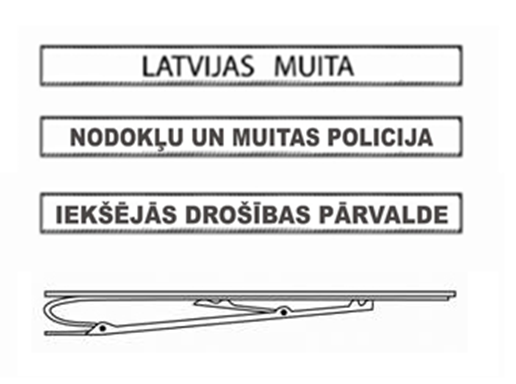 LATVIJAS MUITA
NODOKĻU UN MUITAS POLICIJA
IEKŠĒJĀS DROŠĪBAS PĀRVALDE